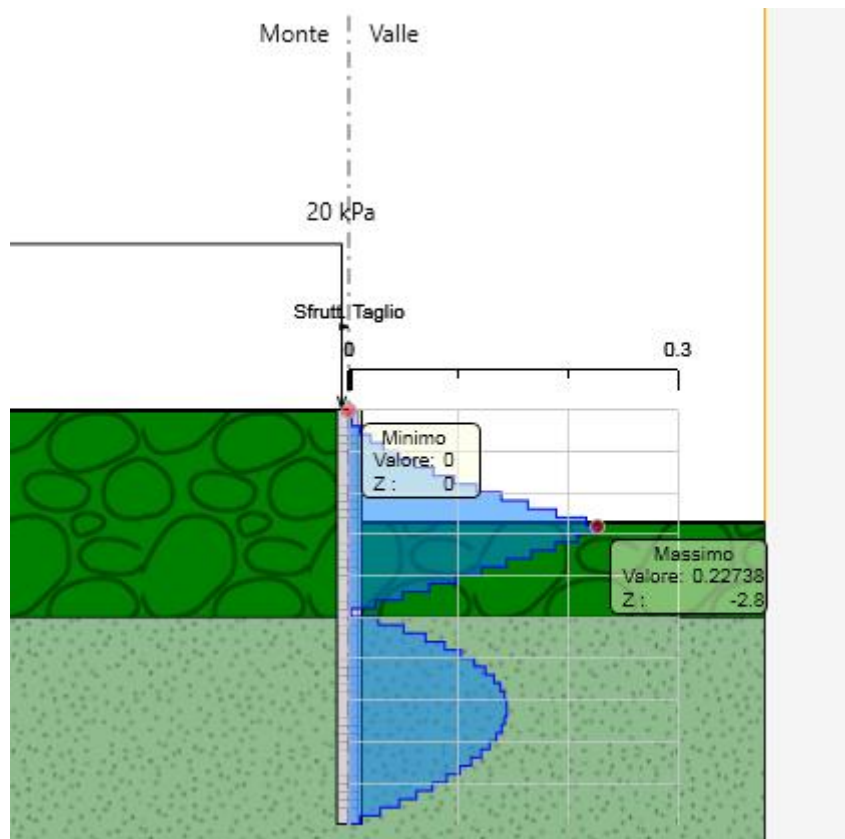 Monte Valle
20 kPa
Sfrutt. Taglio
0 0.3
Minimo
Valore: 0
Z : 0
Massimo
Valore: 0.22738
Z : -2.8